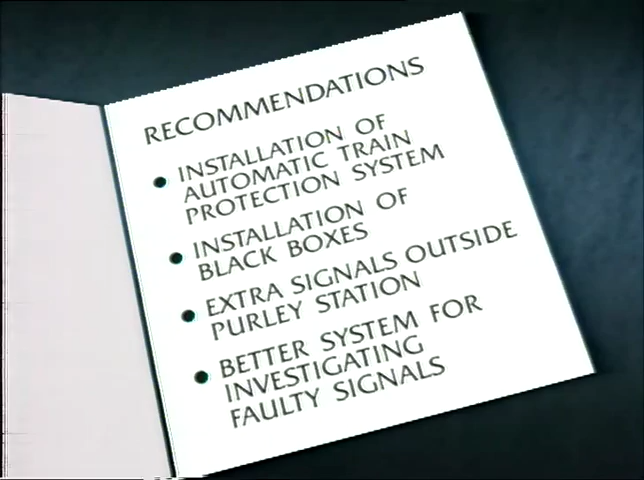 RECOMMENDATIONS
• INSTALLATION OF
AUTOMATIC TRAIN
PROTECTION SYSTEM
• INSTALLATION OF
BLACK BOXES
• EXTRA SIGNALS OUTSIDE
PURLEY STATION
• BETTER SYSTEM FOR
INVESTIGATING
FAULTY SIGNALS